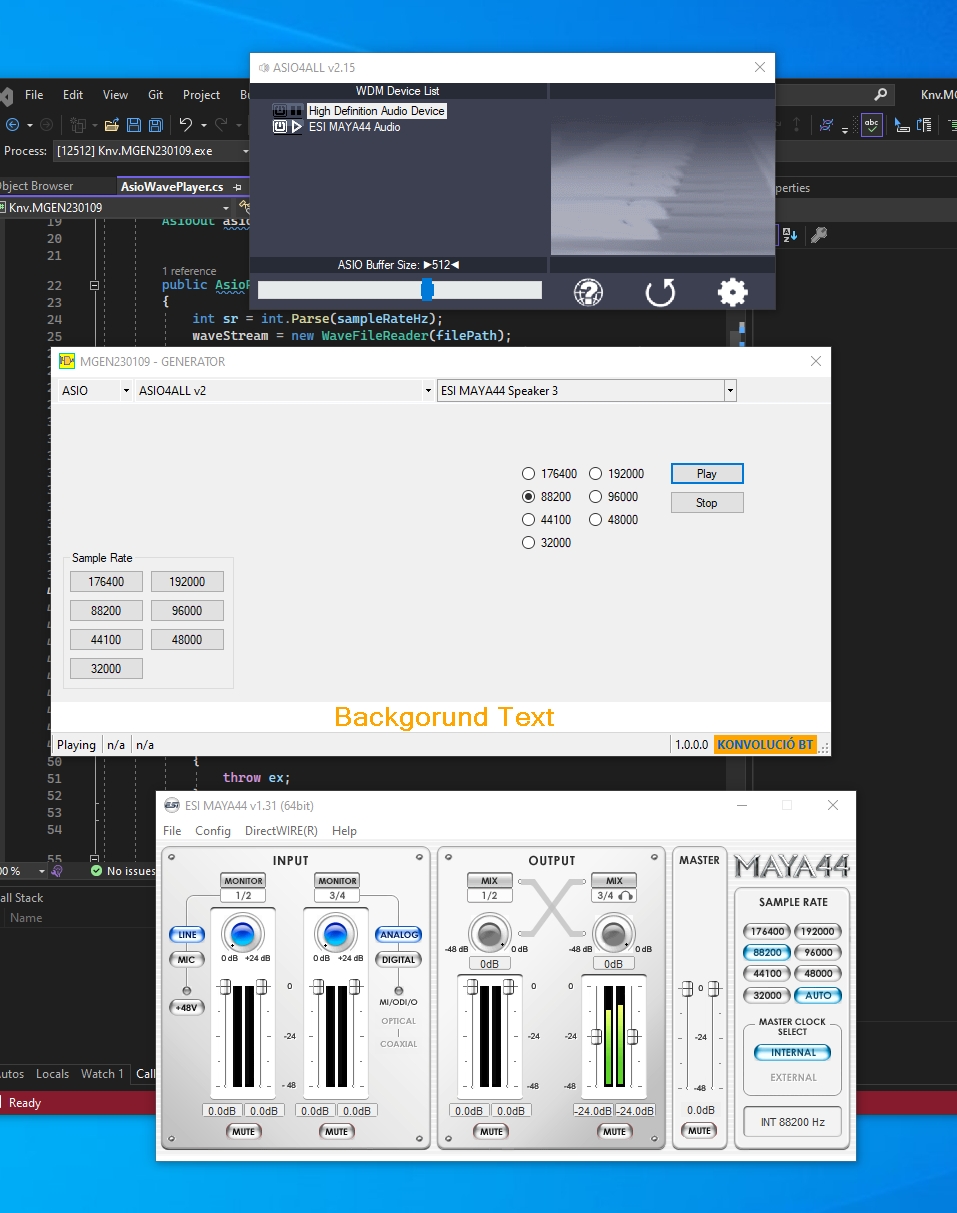 ASIO4ALL v2.15
WDM Device List
High Definition Audio Device
ESI MAYA44 Audio
ASIO Buffer Size: ▶512◀
File Edit View Git Project
Knv.M
Process: [12512] Knv.MGEN230109.exe
abc
bject Browser
AsioWavePlayer.cs
perties
Knv.MGEN230109
19 AsioOut
20
21
1 reference
22 public
23 {
24 int sr = int.Parse(sampleRateHz);
25 waveStream = new WaveFileReader(filePath);
MGEN230109 - GENERATOR
ASIO ASIO4ALL v2 ESI MAYA44 Speaker 3
176400 192000 Play
88200 96000 Stop
44100 48000
32000
Sample Rate
176400 192000
88200 96000
44100 48000
32000
Backgorund Text
Playing n/a n/a 1.0.0.0 KONVOLUCIÓ BT
50 {
51 throw ex;
52
53
54
55
00 % No issues
all Stack
Name
utos Locals Watch 1 Call
Ready
ESI MAYA44 v1.31 (64bit)
File Config DirectWIRE(R) Help
INPUT
MONITOR MONITOR
1/2 3/4
LINE ANALOG
MIC DIGITAL
0 dB +24 dB 0 dB +24 dB
+48V
MI/ODI/O
OPTICAL
COAXIAL
0
-24
-48
0.0dB 0.0dB 0.0dB 0.0dB
MUTE MUTE
OUTPUT
MIX MIX
1/2 3/4
-48 dB 0 dB -48 dB 0 dB
0dB 0dB
0 0
-24 -24
-48 -48
0.0dB 0.0dB -24.0dB -24.0dB
MUTE MUTE
MASTER
0
-24
-48
0.0dB
MUTE
MAYA44
SAMPLE RATE
176400 192000
88200 96000
44100 48000
32000 AUTO
MASTER CLOCK
SELECT
INTERNAL
EXTERNAL
INT 88200 Hz